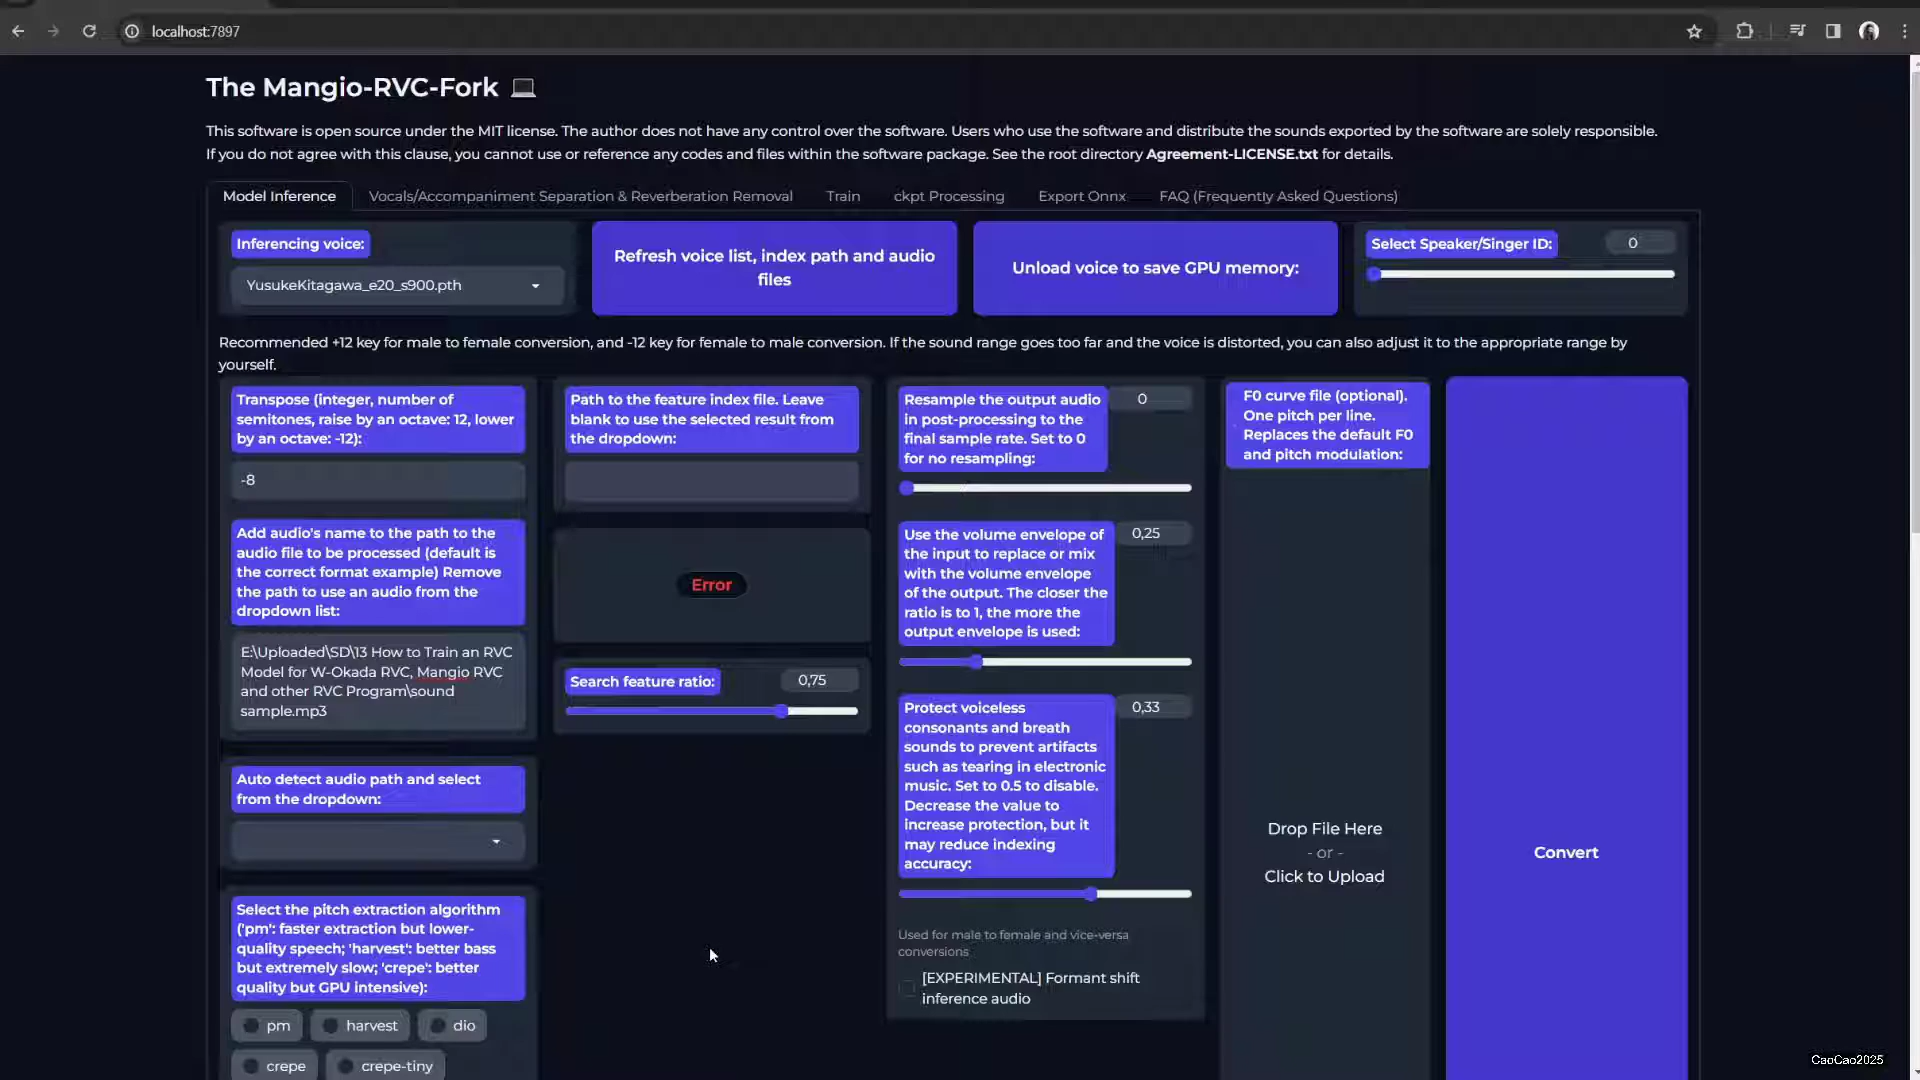 localhost:7897
The Mangio-RVC-Fork
This software is open source under the MIT license. The author does not have any control over the software. Users who use the software and distribute the sounds exported by the software are solely responsible.
If you do not agree with this clause, you cannot use or reference any codes and files within the software package. See the root directory Agreement-LICENSE.txt for details.
Model Inference
Vocals/Accompaniment Separation & Reverberation Removal
Train
ckpt Processing
Export Onnx
FAQ (Frequently Asked Questions)
Inferencing voice:
YusukeKitagawa_e20_s900.pth
Refresh voice list, index path and audio
files
Unload voice to save GPU memory:
Select Speaker/Singer ID:
0
Recommended +12 key for male to female conversion, and -12 key for female to male conversion. If the sound range goes too far and the voice is distorted, you can also adjust it to the appropriate range by
yourself.
Transpose (integer, number of
semitones, raise by an octave: 12, lower
by an octave: -12):
-8
Add audio's name to the path to the
audio file to be processed (default is
the correct format example) Remove
the path to use an audio from the
dropdown list:
E:\Uploaded\SD\13 How to Train an RVC
Model for W-Okada RVC, Mangio RVC
and other RVC Program\sound
sample.mp3
Auto detect audio path and select
from the dropdown:
Select the pitch extraction algorithm
('pm': faster extraction but lower-
quality speech; 'harvest': better bass
but extremely slow; 'crepe': better
quality but GPU intensive):
pm
harvest
dio
crepe
crepe-tiny
Path to the feature index file. Leave
blank to use the selected result from
the dropdown:
Error
Search feature ratio:
0,75
Resample the output audio
in post-processing to the
final sample rate. Set to 0
for no resampling:
0
Use the volume envelope of
the input to replace or mix
with the volume envelope
of the output. The closer the
ratio is to 1, the more the
output envelope is used:
0,25
Protect voiceless
consonants and breath
sounds to prevent artifacts
such as tearing in electronic
music. Set to 0.5 to disable.
Decrease the value to
increase protection, but it
may reduce indexing
accuracy:
0,33
Used for male to female and vice-versa
conversions
[EXPERIMENTAL] Formant shift
inference audio
F0 curve file (optional).
One pitch per line.
Replaces the default F0
and pitch modulation:
Drop File Here
- or -
Click to Upload
Convert
CaoCao2025